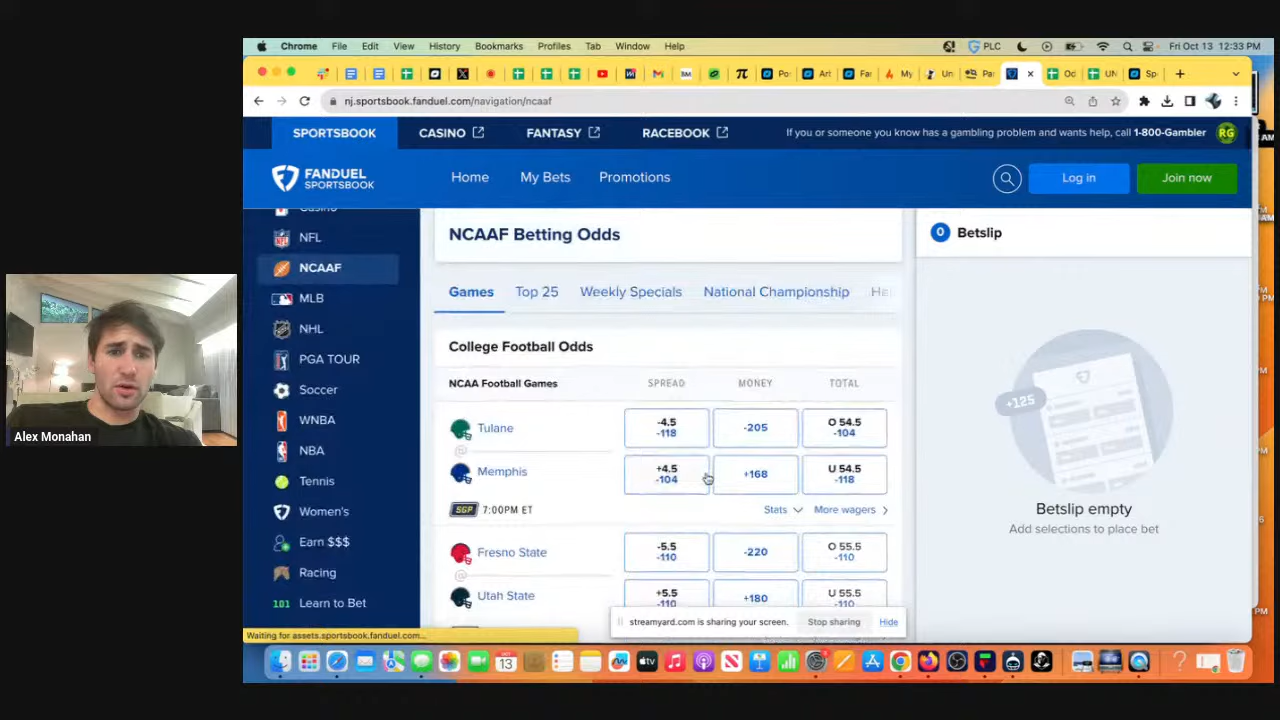 Chrome File Edit View History Bookmarks Profiles Tab Window Help
PLC
Fri Oct 13 12:33 PM
nj.sportsbook.fanduel.com/navigation/ncaaf
SPORTSBOOK CASINO FANTASY RACEBOOK
If you or someone you know has a gambling problem and wants help, call 1-800-Gambler
RG
FANDUEL
SPORTSBOOK
Home My Bets Promotions
Log in
Join now
Casino
NFL
NCAAF
MLB
NHL
PGA TOUR
Soccer
WNBA
NBA
Tennis
Women's
Earn $$$
Racing
101 Learn to Bet
NCAAF Betting Odds
Games Top 25 Weekly Specials National Championship
College Football Odds
NCAA Football Games SPREAD MONEY TOTAL
Tulane
-4.5
-118
-205
O 54.5
-104
@
Memphis
+4.5
-104
+168
U 54.5
-118
SGP 7:00PM ET Stats More wagers
Fresno State
-5.5
-110
-220
O 55.5
-110
@
Utah State
+5.5
-110
+180
U 55.5
-110
0 Betslip
+125
Betslip empty
Add selections to place bet
streamyard.com is sharing your screen. Stop sharing Hide
Waiting for assets.sportsbook.fanduel.com...
Alex Monahan